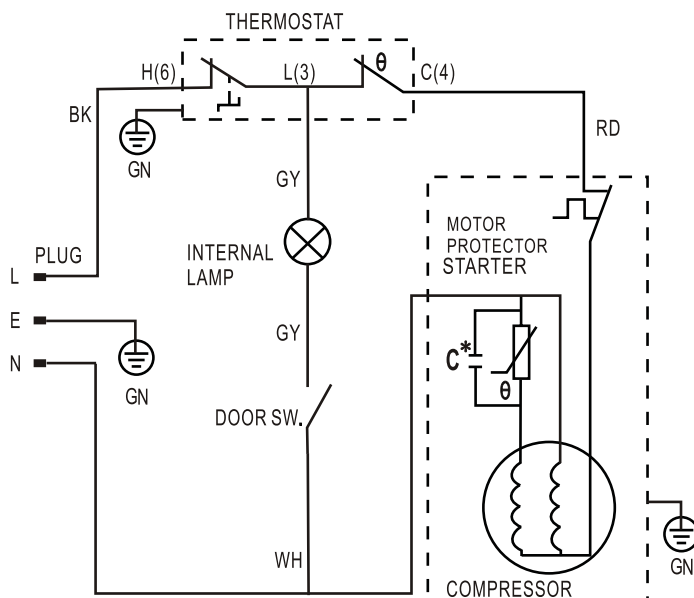 THERMOSTAT
H(6)
L(3)
θ
C(4)
BK
RD
GN
GY
PLUG
INTERNAL
LAMP
MOTOR
PROTECTOR
STARTER
L
E
N
GN
GY
C*
θ
DOOR SW.
WH
GN
COMPRESSOR